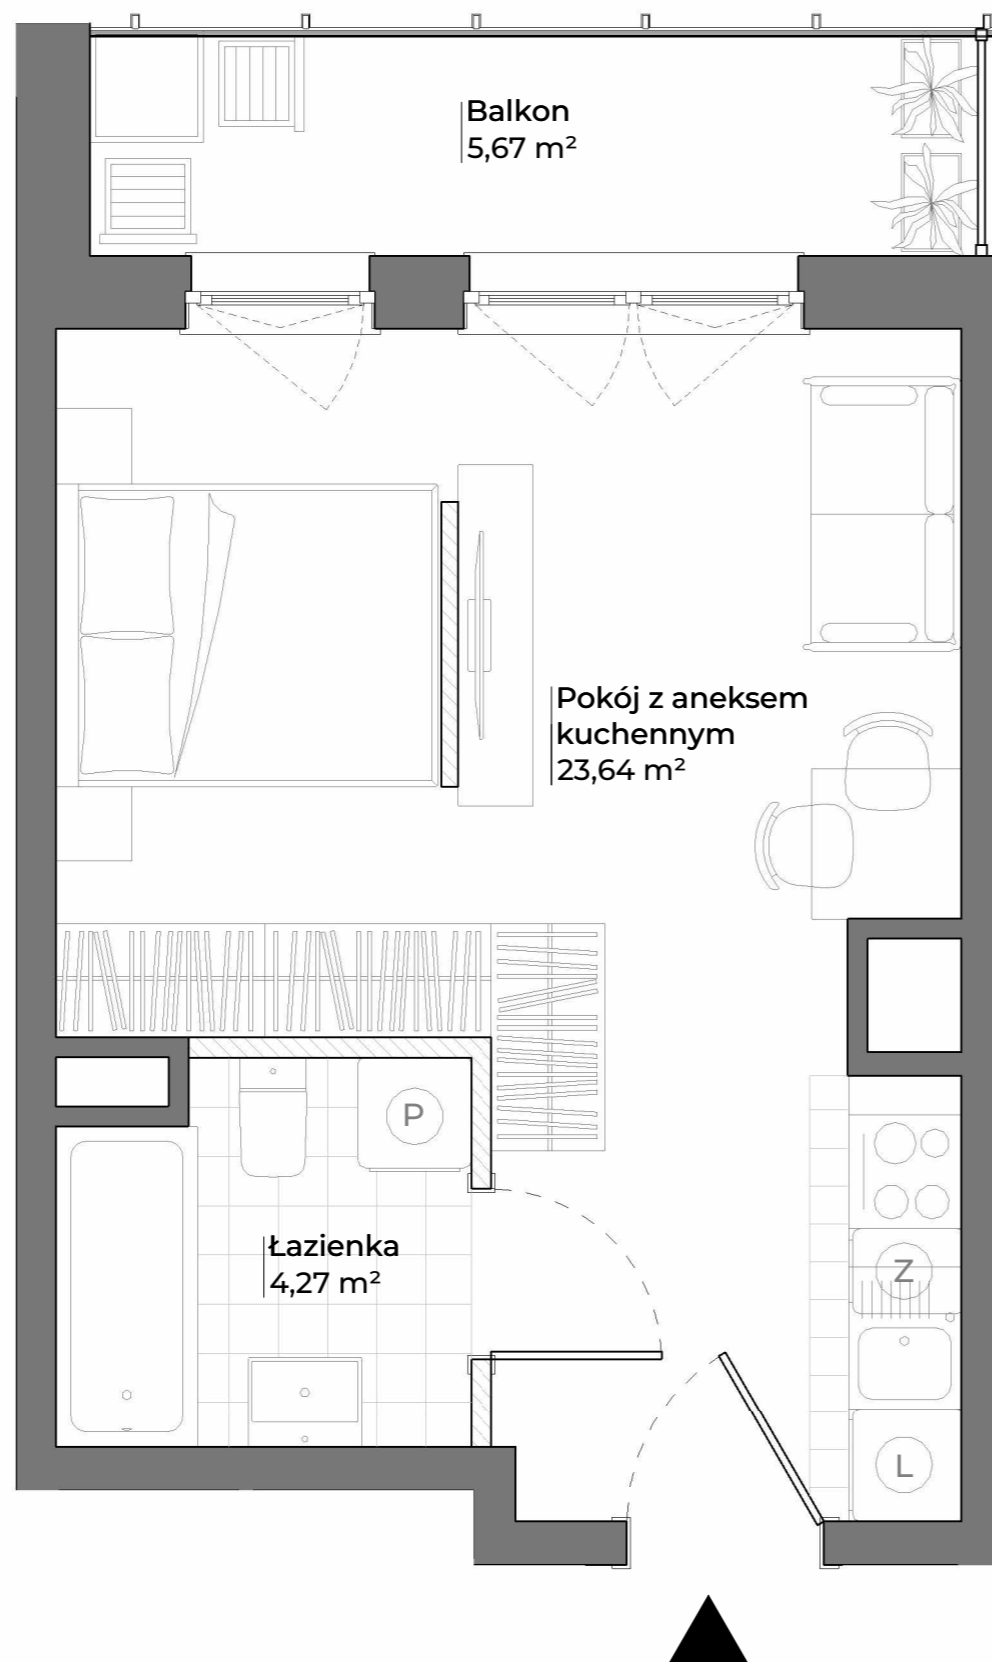 Balkon
5,67 m²
Pokój z aneksem
kuchennym
23,64 m²
P
Łazienka
4,27 m²
Z
L